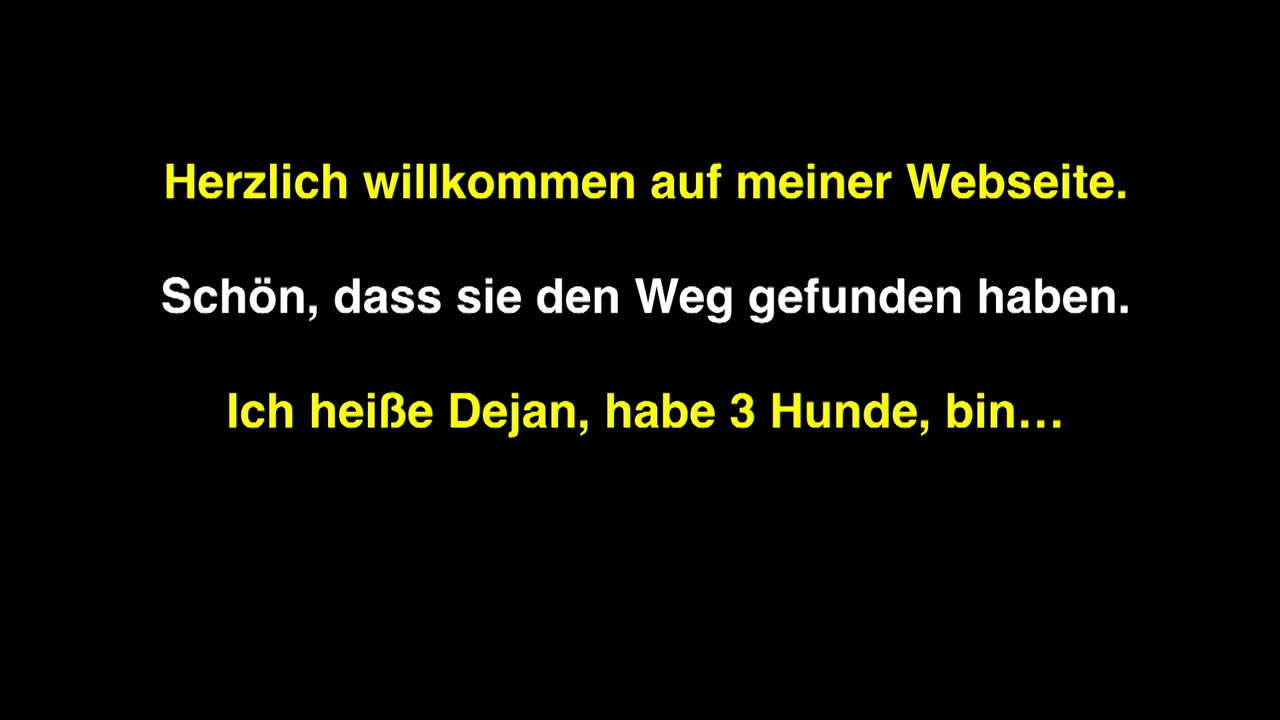 Herzlich willkommen auf meiner Webseite.
Schön, dass sie den Weg gefunden haben.
Ich heiße Dejan, habe 3 Hunde, bin…